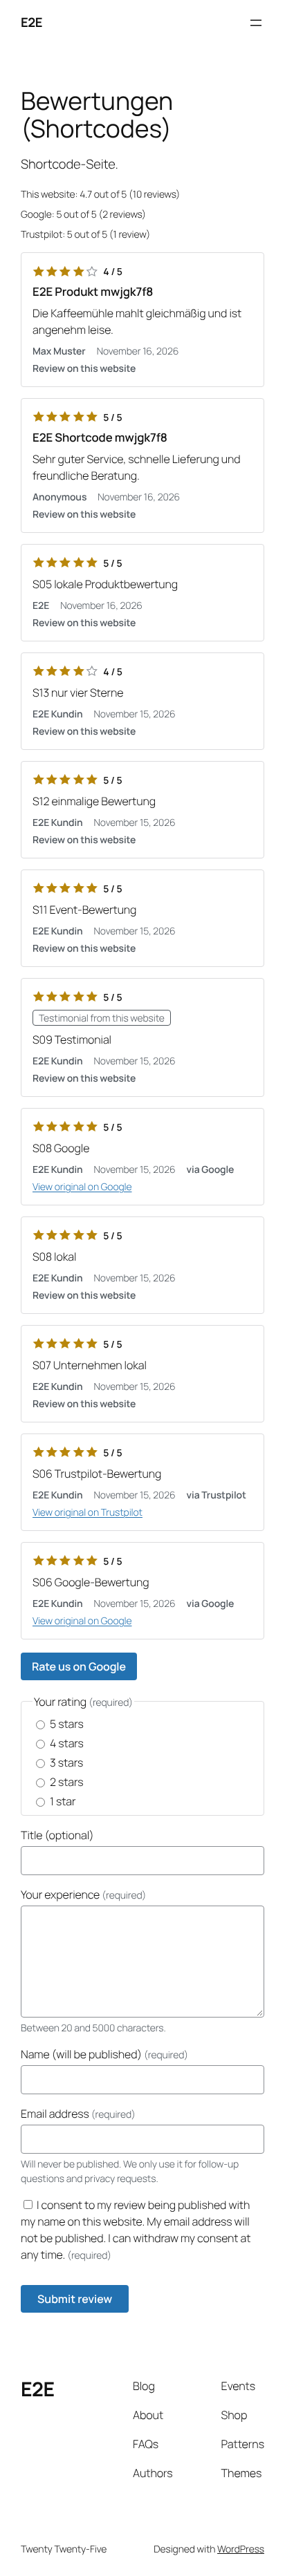 E2E
Bewertungen
(Shortcodes)
Shortcode-Seite.
This website: 4.7 out of 5 (10 reviews)
Google: 5 out of 5 (2 reviews)
Trustpilot: 5 out of 5 (1 review)
4 / 5
E2E Produkt mwjgk7f8
Die Kaffeemühle mahlt gleichmäßig und ist
angenehm leise.
Max Muster November 16, 2026
Review on this website
5 / 5
E2E Shortcode mwjgk7f8
Sehr guter Service, schnelle Lieferung und
freundliche Beratung.
Anonymous November 16, 2026
Review on this website
5 / 5
S05 lokale Produktbewertung
E2E November 16, 2026
Review on this website
4 / 5
S13 nur vier Sterne
E2E Kundin November 15, 2026
Review on this website
5 / 5
S12 einmalige Bewertung
E2E Kundin November 15, 2026
Review on this website
5 / 5
S11 Event-Bewertung
E2E Kundin November 15, 2026
Review on this website
5 / 5
Testimonial from this website
S09 Testimonial
E2E Kundin November 15, 2026
Review on this website
5 / 5
S08 Google
E2E Kundin November 15, 2026 via Google
View original on Google
5 / 5
S08 lokal
E2E Kundin November 15, 2026
Review on this website
5 / 5
S07 Unternehmen lokal
E2E Kundin November 15, 2026
Review on this website
5 / 5
S06 Trustpilot-Bewertung
E2E Kundin November 15, 2026 via Trustpilot
View original on Trustpilot
5 / 5
S06 Google-Bewertung
E2E Kundin November 15, 2026 via Google
View original on Google
Rate us on Google
Your rating (required)
5 stars
4 stars
3 stars
2 stars
1 star
Title (optional)
Your experience (required)
Between 20 and 5000 characters.
Name (will be published) (required)
Email address (required)
Will never be published. We only use it for follow-up
questions and privacy requests.
I consent to my review being published with
my name on this website. My email address will
not be published. I can withdraw my consent at
any time. (required)
Submit review
E2E
Blog
About
FAQs
Authors
Events
Shop
Patterns
Themes
Twenty Twenty-Five
Designed with WordPress